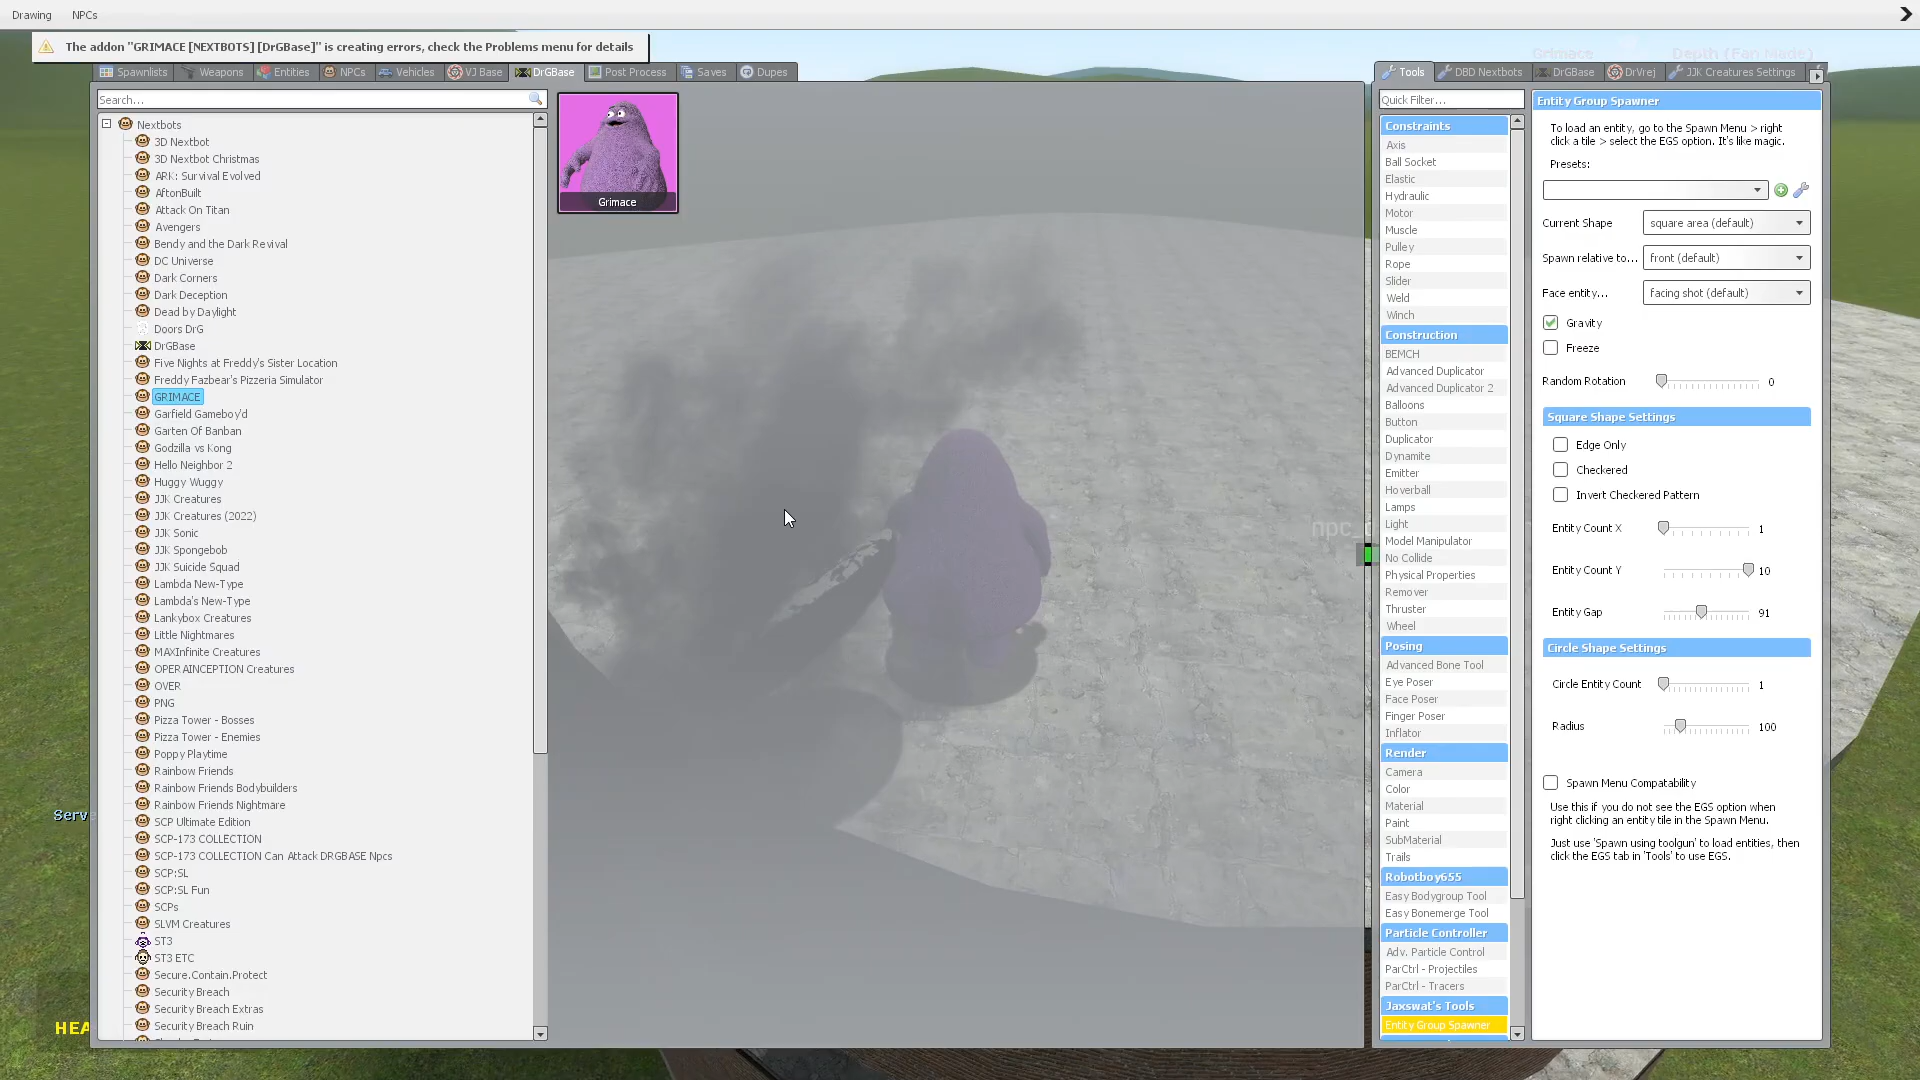 Drawing NPCs
The addon "GRIMACE [NEXTBOTS] [DrGBase]" is creating errors, check the Problems menu for details
Grimace Depth (Fan Made)
Spawnlists Weapons Entities NPCs Vehicles VJ Base DrGBase Post Process Saves Dupes
Search...
Nextbots
3D Nextbot
3D Nextbot Christmas
ARK: Survival Evolved
AftonBuilt
Attack On Titan
Avengers
Bendy and the Dark Revival
DC Universe
Dark Corners
Dark Deception
Dead by Daylight
Doors DrG
DrGBase
Five Nights at Freddy's Sister Location
Freddy Fazbear's Pizzeria Simulator
GRIMACE
Garfield Gameboy'd
Garten Of Banban
Godzilla vs Kong
Hello Neighbor 2
Huggy Wuggy
JJK Creatures
JJK Creatures (2022)
JJK Sonic
JJK Spongebob
JJK Suicide Squad
Lambda New-Type
Lambda's New-Type
Lankybox Creatures
Little Nightmares
MAXInfinite Creatures
OPERAINCEPTION Creatures
OVER
PNG
Pizza Tower - Bosses
Pizza Tower - Enemies
Poppy Playtime
Rainbow Friends
Rainbow Friends Bodybuilders
Rainbow Friends Nightmare
SCP Ultimate Edition
SCP-173 COLLECTION
SCP-173 COLLECTION Can Attack DRGBASE Npcs
SCP:SL
SCP:SL Fun
SCPs
SLVM Creatures
ST3
ST3 ETC
Secure.Contain.Protect
Security Breach
Security Breach Extras
Security Breach Ruin
Grimace
npc_
Serv
HEA
Tools DBD Nextbots DrGBase DrVrej JJK Creatures Settings
Quick Filter...
Constraints
Axis
Ball Socket
Elastic
Hydraulic
Motor
Muscle
Pulley
Rope
Slider
Weld
Winch
Construction
BEMCH
Advanced Duplicator
Advanced Duplicator 2
Balloons
Button
Duplicator
Dynamite
Emitter
Hoverball
Lamps
Light
Model Manipulator
No Collide
Physical Properties
Remover
Thruster
Wheel
Posing
Advanced Bone Tool
Eye Poser
Face Poser
Finger Poser
Inflator
Render
Camera
Color
Material
Paint
SubMaterial
Trails
Robotboy655
Easy Bodygroup Tool
Easy Bonemerge Tool
Particle Controller
Adv. Particle Control
ParCtrl - Projectiles
ParCtrl - Tracers
Jaxswat's Tools
Entity Group Spawner
Entity Group Spawner
To load an entity, go to the Spawn Menu > right
click a tile > select the EGS option. It's like magic.
Presets:
Current Shape square area (default)
Spawn relative to... front (default)
Face entity... facing shot (default)
Gravity
Freeze
Random Rotation 0
Square Shape Settings
Edge Only
Checkered
Invert Checkered Pattern
Entity Count X 1
Entity Count Y 10
Entity Gap 91
Circle Shape Settings
Circle Entity Count 1
Radius 100
Spawn Menu Compatability
Use this if you do not see the EGS option when
right clicking an entity tile in the Spawn Menu.
Just use 'Spawn using toolgun' to load entities, then
click the EGS tab in 'Tools' to use EGS.